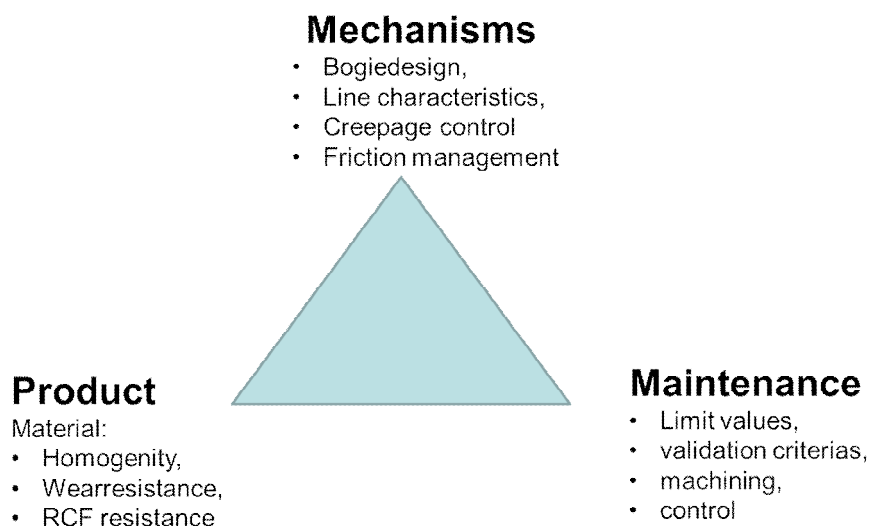 Mechanisms
• Bogiedesign,
• Line characteristics,
• Creepage control
• Friction management
Product
Material:
• Homogenity,
• Wearresistance,
• RCF resistance
Maintenance
• Limit values,
• validation criterias,
• machining,
• control